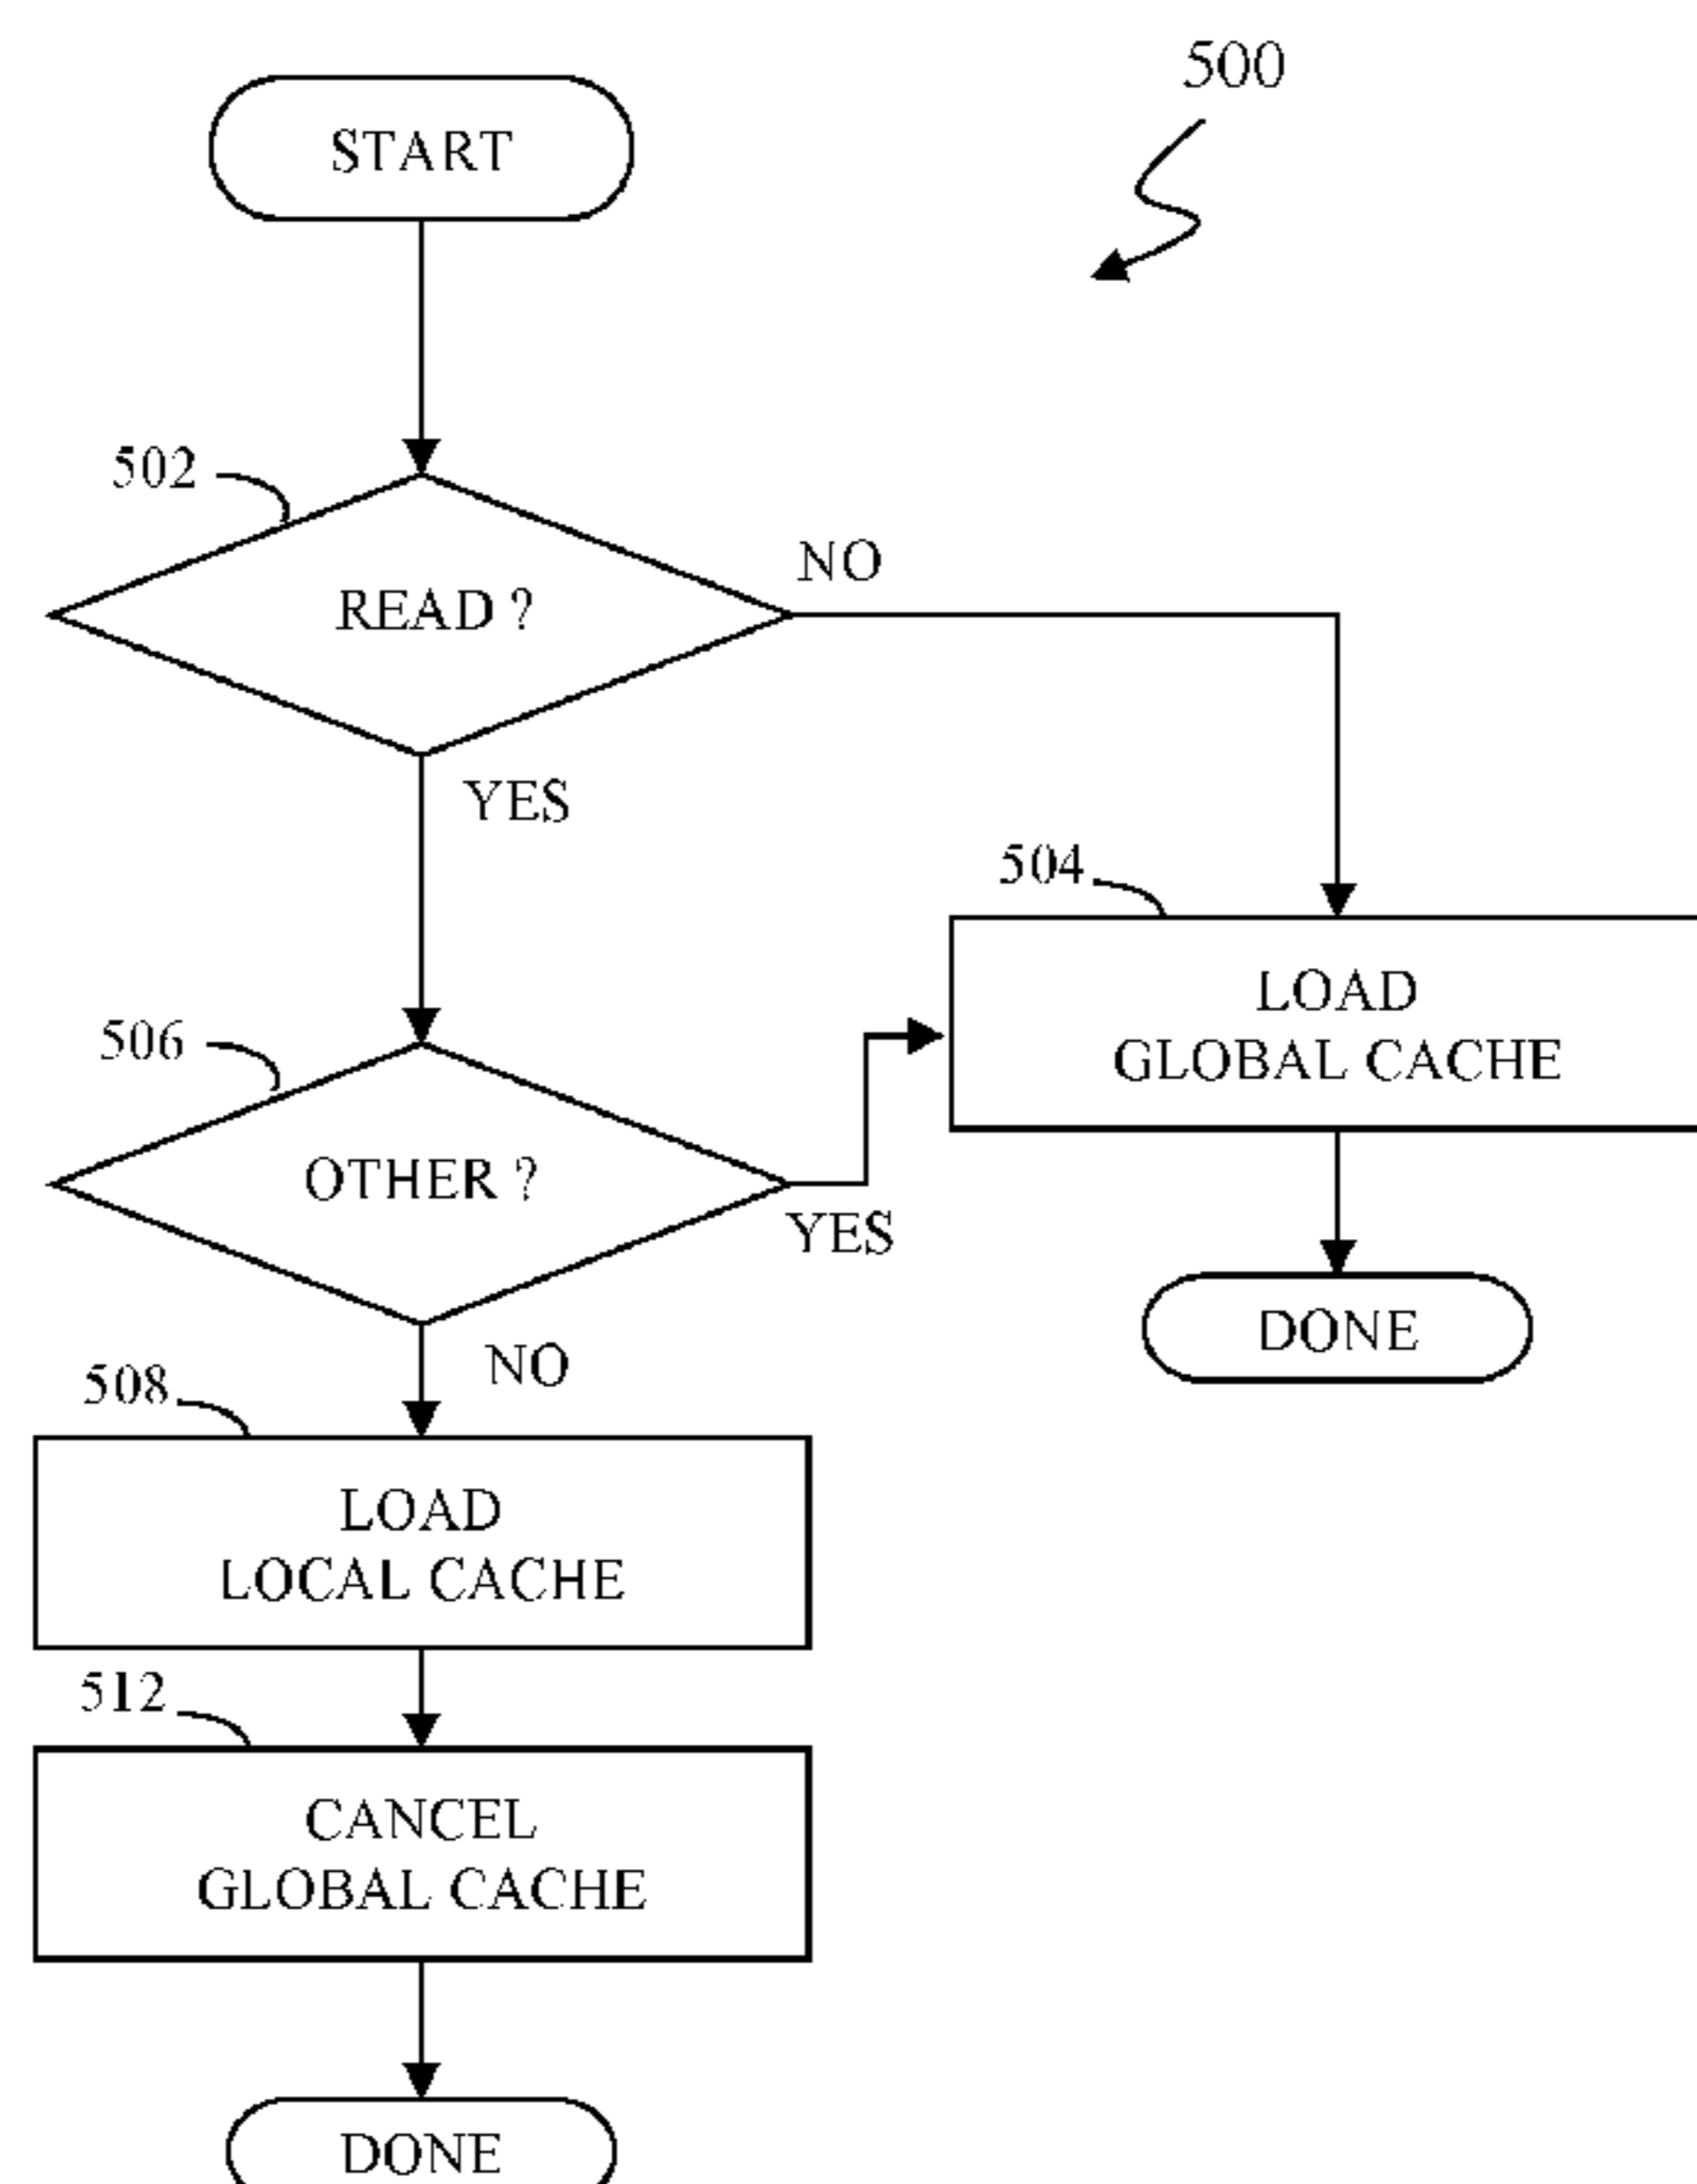 500
START
502
READ ?
NO
YES
504
LOAD
GLOBAL CACHE
506
OTHER ?
YES
DONE
NO
508
LOAD
LOCAL CACHE
512
CANCEL
GLOBAL CACHE
DONE